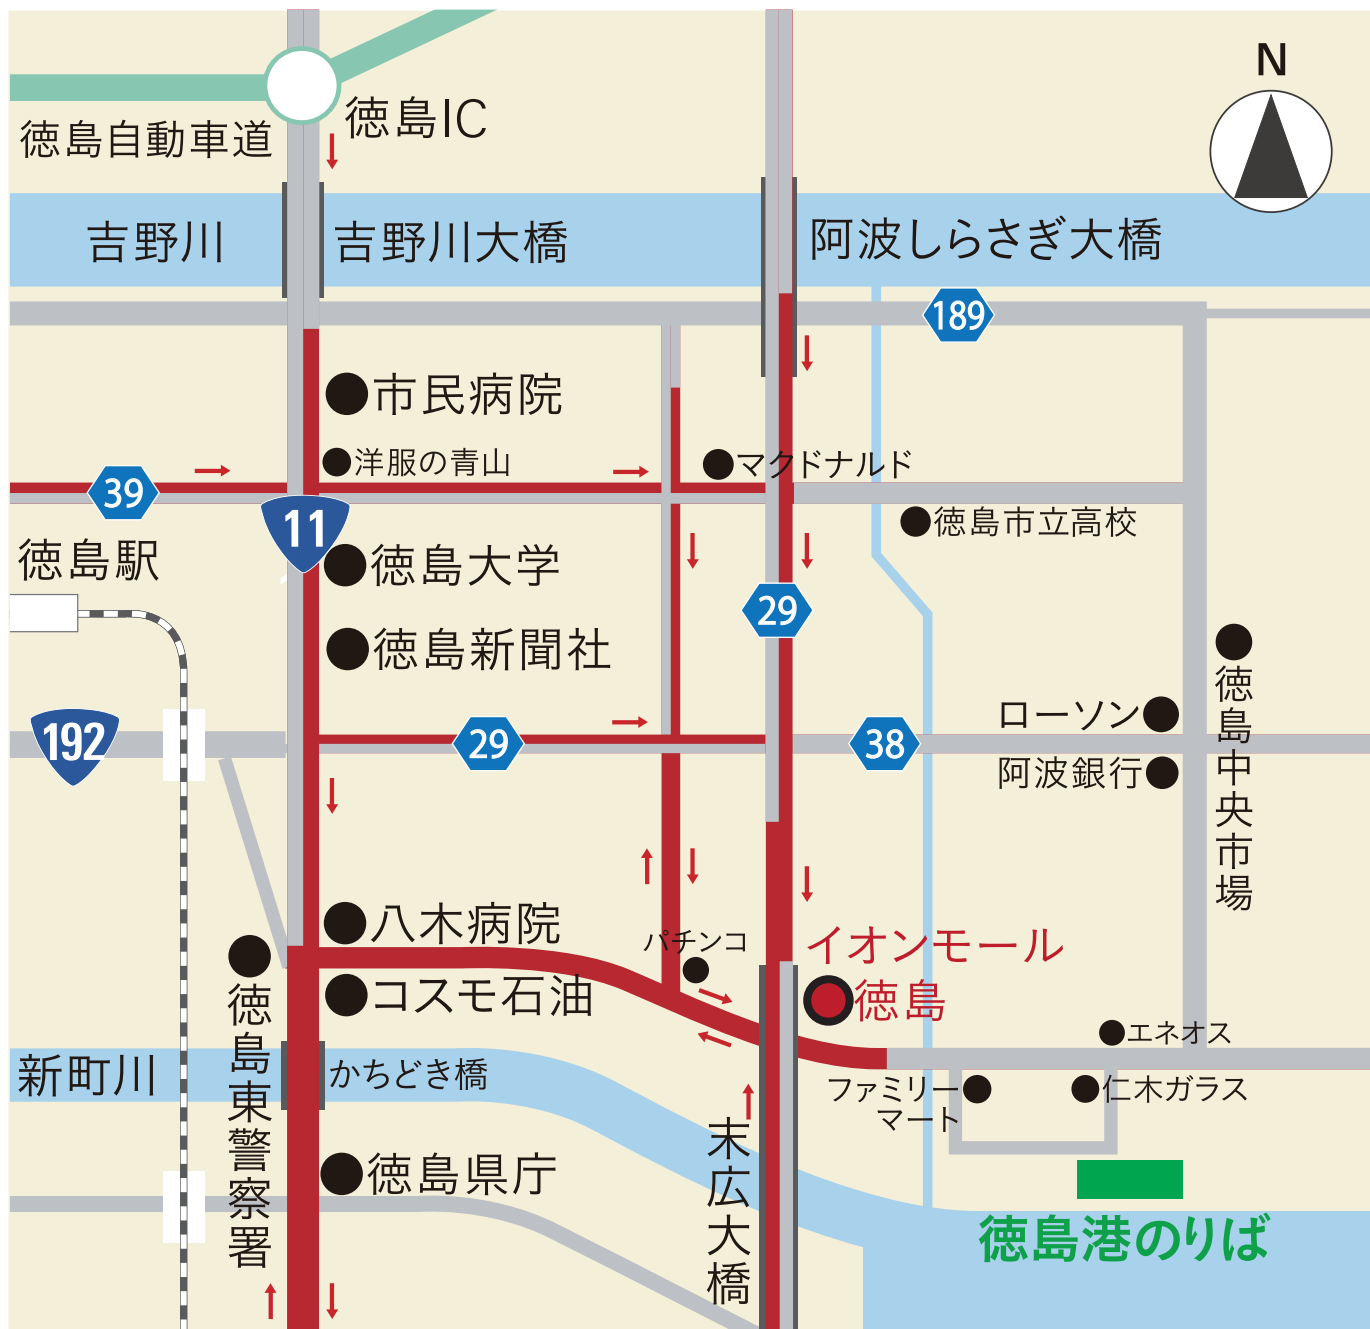 N
徳島IC
徳島自動車道
吉野川
吉野川大橋
阿波しらさぎ大橋
189
市民病院
洋服の青山
マクドナルド
39
11
徳島市立高校
徳島駅
徳島大学
29
徳島新聞社
徳島中央市場
ローソン
192
29
38
阿波銀行
八木病院
パチンコ
イオンモール
徳島
コスモ石油
徳島東警察署
エネオス
新町川
かちどき橋
ファミリー
マート
仁木ガラス
末広大橋
徳島県庁
徳島港のりば